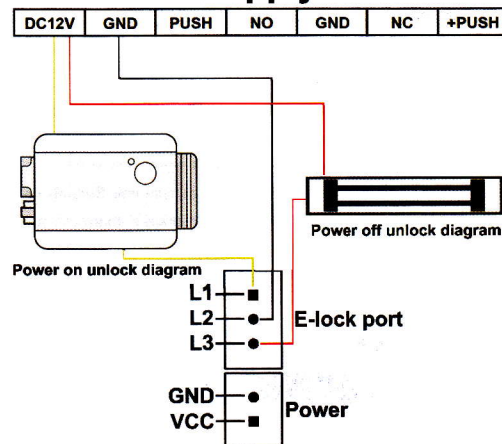 DC12V GND PUSH NO GND NC +PUSH
Power off unlock diagram
Power on unlock diagram
L1
L2 E-lock port
L3
GND
Power
VCC